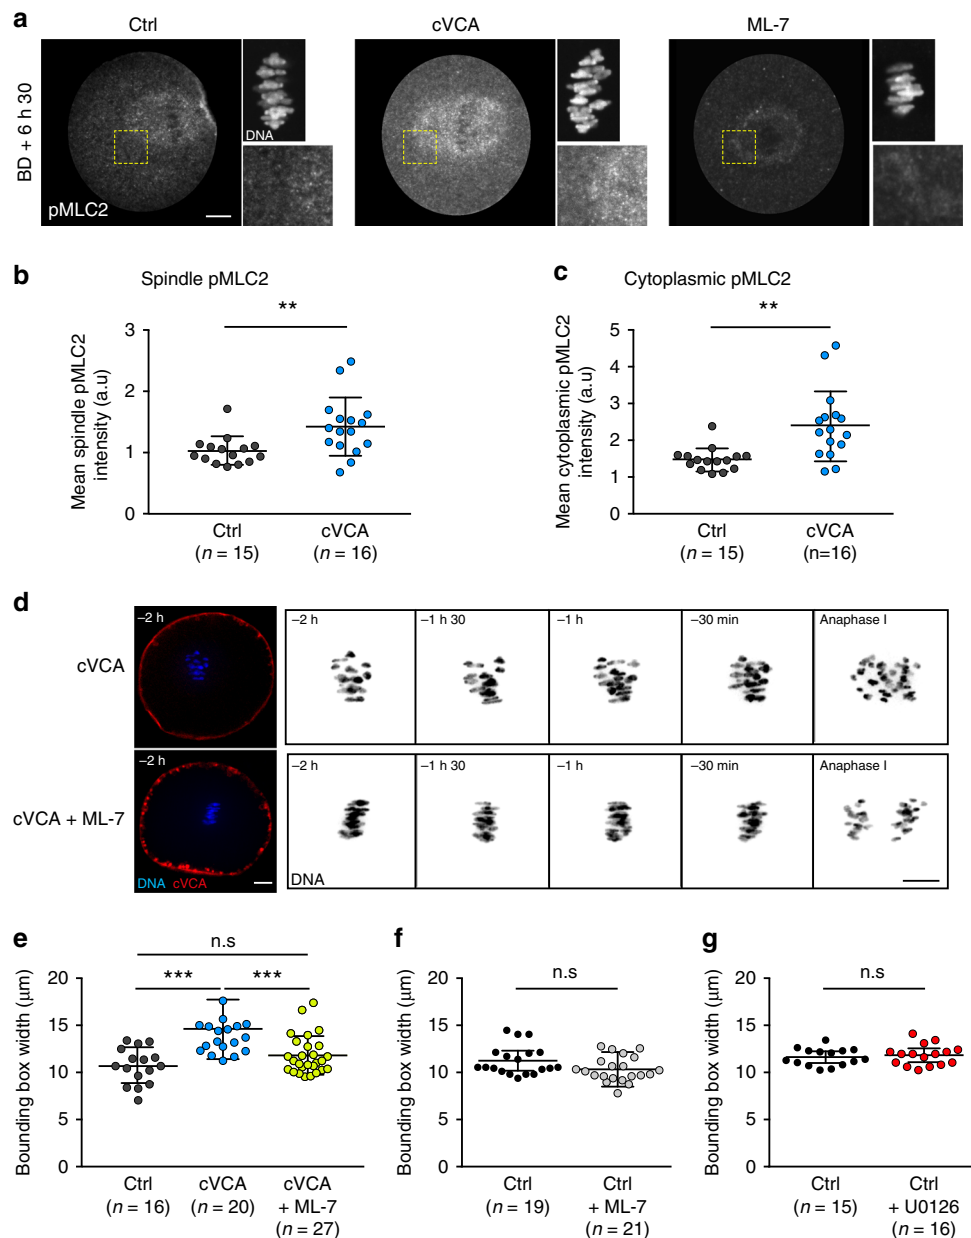 a
Ctrl
cVCA
ML-7
BD + 6 h 30
DNA
pMLC2
b
Spindle pMLC2
**
Mean spindle pMLC2
intensity (a.u)
3
2
1
0
Ctrl
(n = 15)
cVCA
(n = 16)
c
Cytoplasmic pMLC2
**
Mean cytoplasmic pMLC2
intensity (a.u)
5
4
3
2
1
0
Ctrl
(n = 15)
cVCA
(n=16)
d
cVCA
–2 h
–2 h
–1 h 30
–1 h
–30 min
Anaphase I
cVCA + ML-7
–2 h
DNA cVCA
–2 h
–1 h 30
–1 h
–30 min
Anaphase I
DNA
e
n.s
***
***
Bounding box width (μm)
20
15
10
5
0
Ctrl
(n = 16)
cVCA
(n = 20)
cVCA
+ ML-7
(n = 27)
f
n.s
Bounding box width (μm)
20
15
10
5
0
Ctrl
(n = 19)
Ctrl
+ ML-7
(n = 21)
g
n.s
Bounding box width (μm)
20
15
10
5
0
Ctrl
(n = 15)
Ctrl
+ U0126
(n = 16)